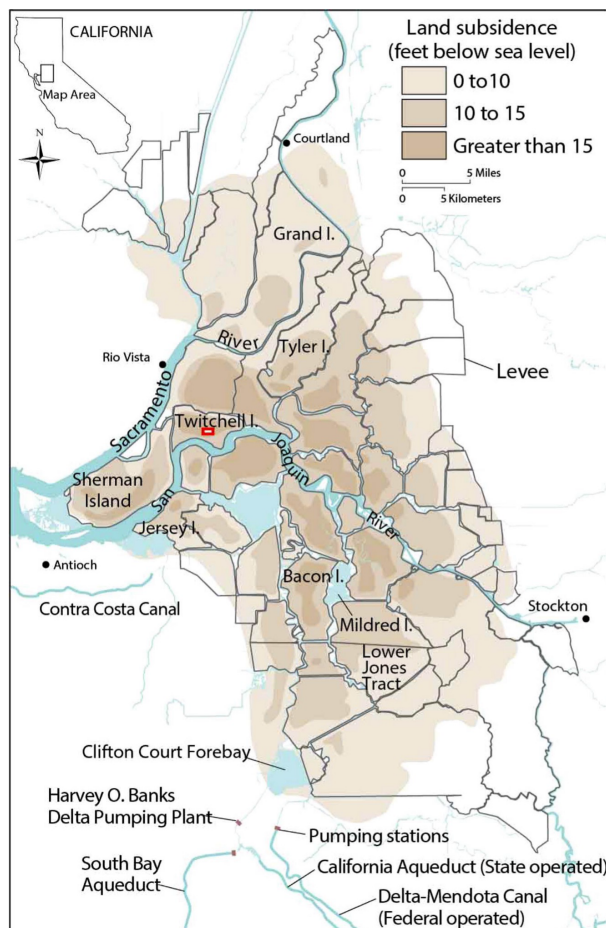 CALIFORNIA
Map Area
N
Land subsidence
(feet below sea level)
0 to 10
10 to 15
Greater than 15
0 5 Miles
0 5 Kilometers
Courtland
Grand I.
River
Tyler I.
Rio Vista
Levee
Sacramento
Twitchell I.
Joaquin
Sherman
Island
San
River
Jersey I.
Antioch
Bacon I.
Contra Costa Canal
Stockton
Mildred I.
Lower
Jones
Tract
Clifton Court Forebay
Harvey O. Banks
Delta Pumping Plant
Pumping stations
South Bay
Aqueduct
California Aqueduct (State operated)
Delta-Mendota Canal
(Federal operated)